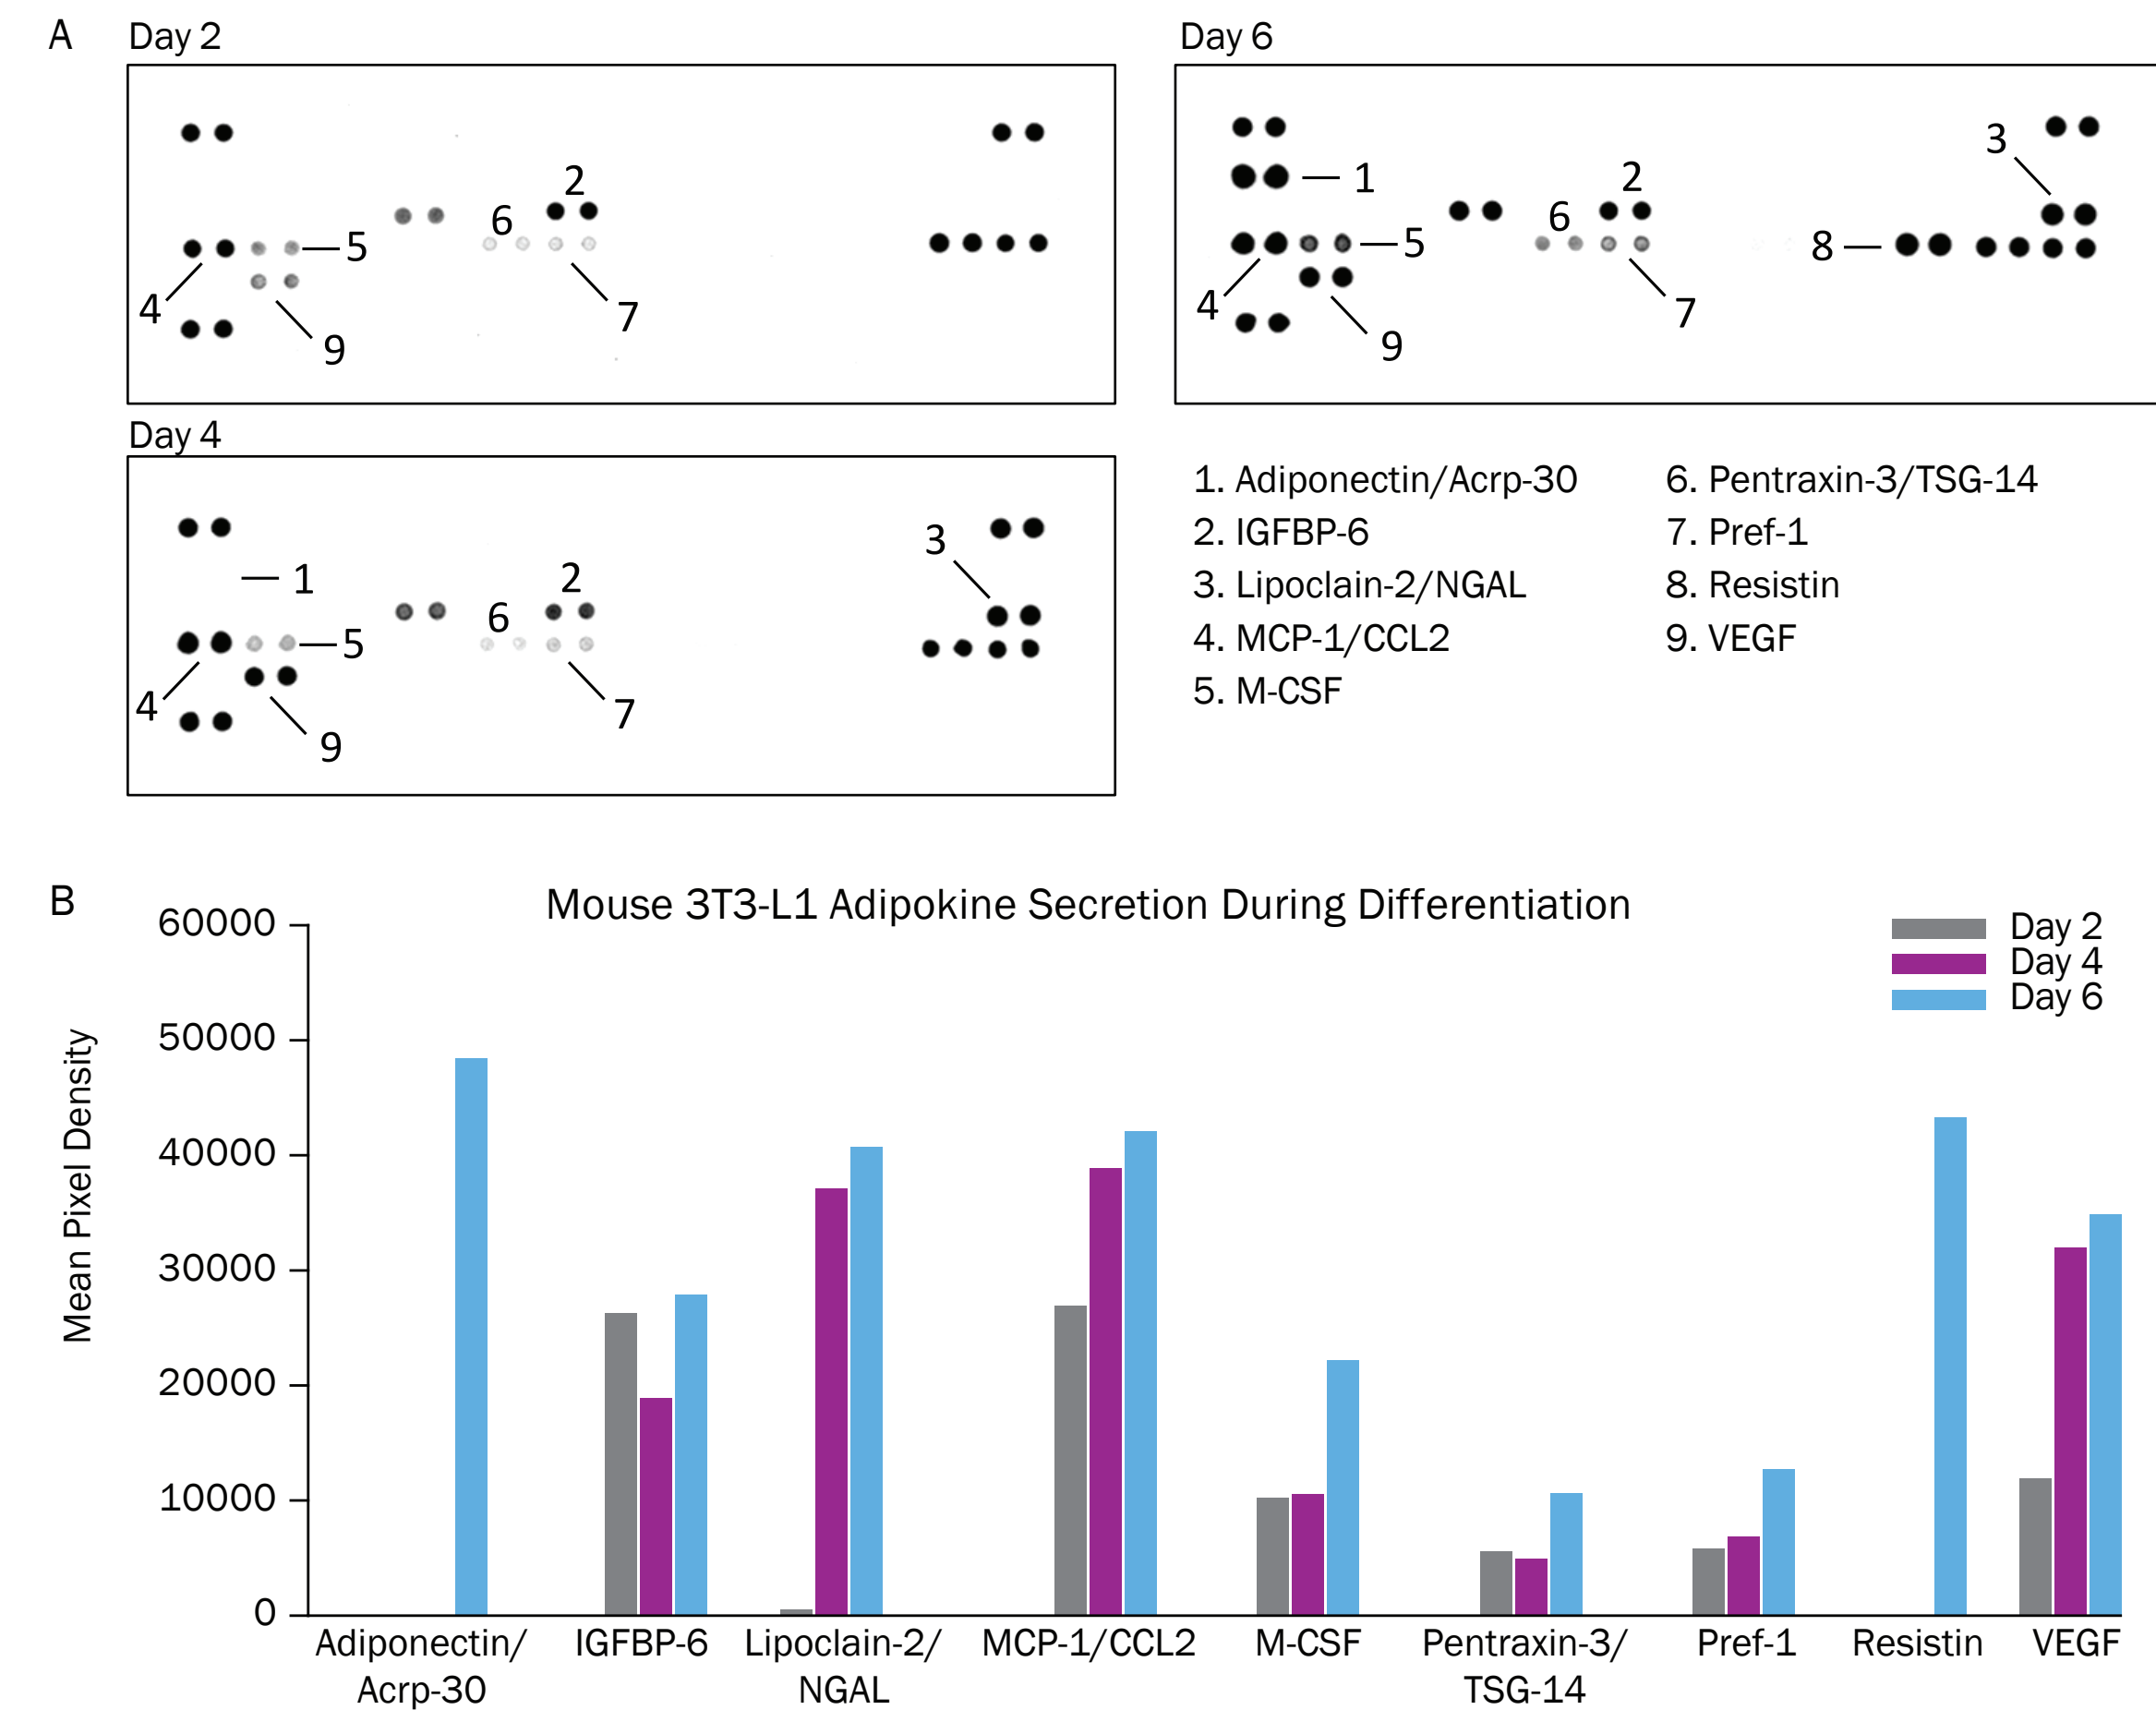 A
Day 2
2
6
5
4
7
9
Day 6
3
1
2
6
5
8
4
7
9
Day 4
3
1
2
6
5
4
7
9
1. Adiponectin/Acrp-30
2. IGFBP-6
3. Lipoclain-2/NGAL
4. MCP-1/CCL2
5. M-CSF
6. Pentraxin-3/TSG-14
7. Pref-1
8. Resistin
9. VEGF
B
Mouse 3T3-L1 Adipokine Secretion During Differentiation
Day 2
Day 4
Day 6
Mean Pixel Density
60000
50000
40000
30000
20000
10000
0
Adiponectin/
Acrp-30
IGFBP-6
Lipoclain-2/
NGAL
MCP-1/CCL2
M-CSF
Pentraxin-3/
TSG-14
Pref-1
Resistin
VEGF